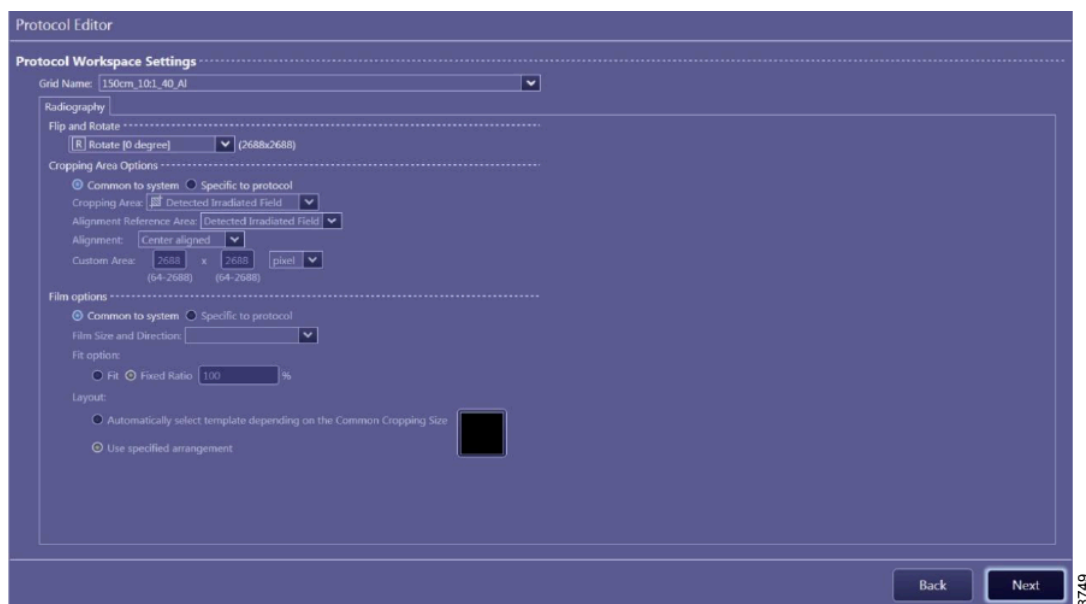 Protocol Editor
Protocol Workspace Settings
Grid Name: 150cm_10:1_40_Al
Radiography
Flip and Rotate
R Rotate [0 degree] (2688x2688)
Cropping Area Options
Common to system Specific to protocol
Cropping Area: Detected Irradiated Field
Alignment Reference Area: Detected Irradiated Field
Alignment: Center aligned
Custom Area: 2688 x 2688 pixel
(64-2688) (64-2688)
Film options
Common to system Specific to protocol
Film Size and Direction:
Fit option:
Fit Fixed Ratio 100 %
Layout:
Automatically select template depending on the Common Cropping Size
Use specified arrangement
Back Next